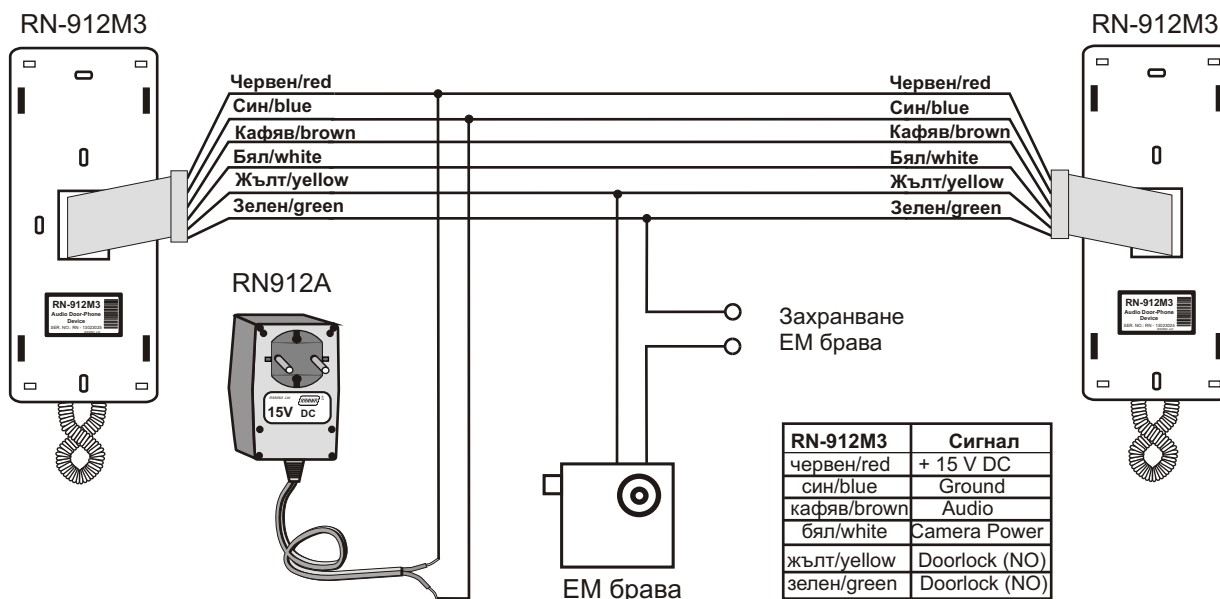 RN-912M3
RN-912M3
Червен/red
Син/blue
Кафяв/brown
Бял/white
Жълт/yellow
Зелен/green
Червен/red
Син/blue
Кафяв/brown
Бял/white
Жълт/yellow
Зелен/green
RN912A
15V DC
RN-912M3
Audio Door-Phone
Device
RN-912M3
Audio Door-Phone
Device
Захранване
ЕМ брава
ЕМ брава
RN-912M3 Сигнал
червен/red + 15 V DC
син/blue Ground
кафяв/brown Audio
бял/white Camera Power
жълт/yellow Doorlock (NO)
зелен/green Doorlock (NO)